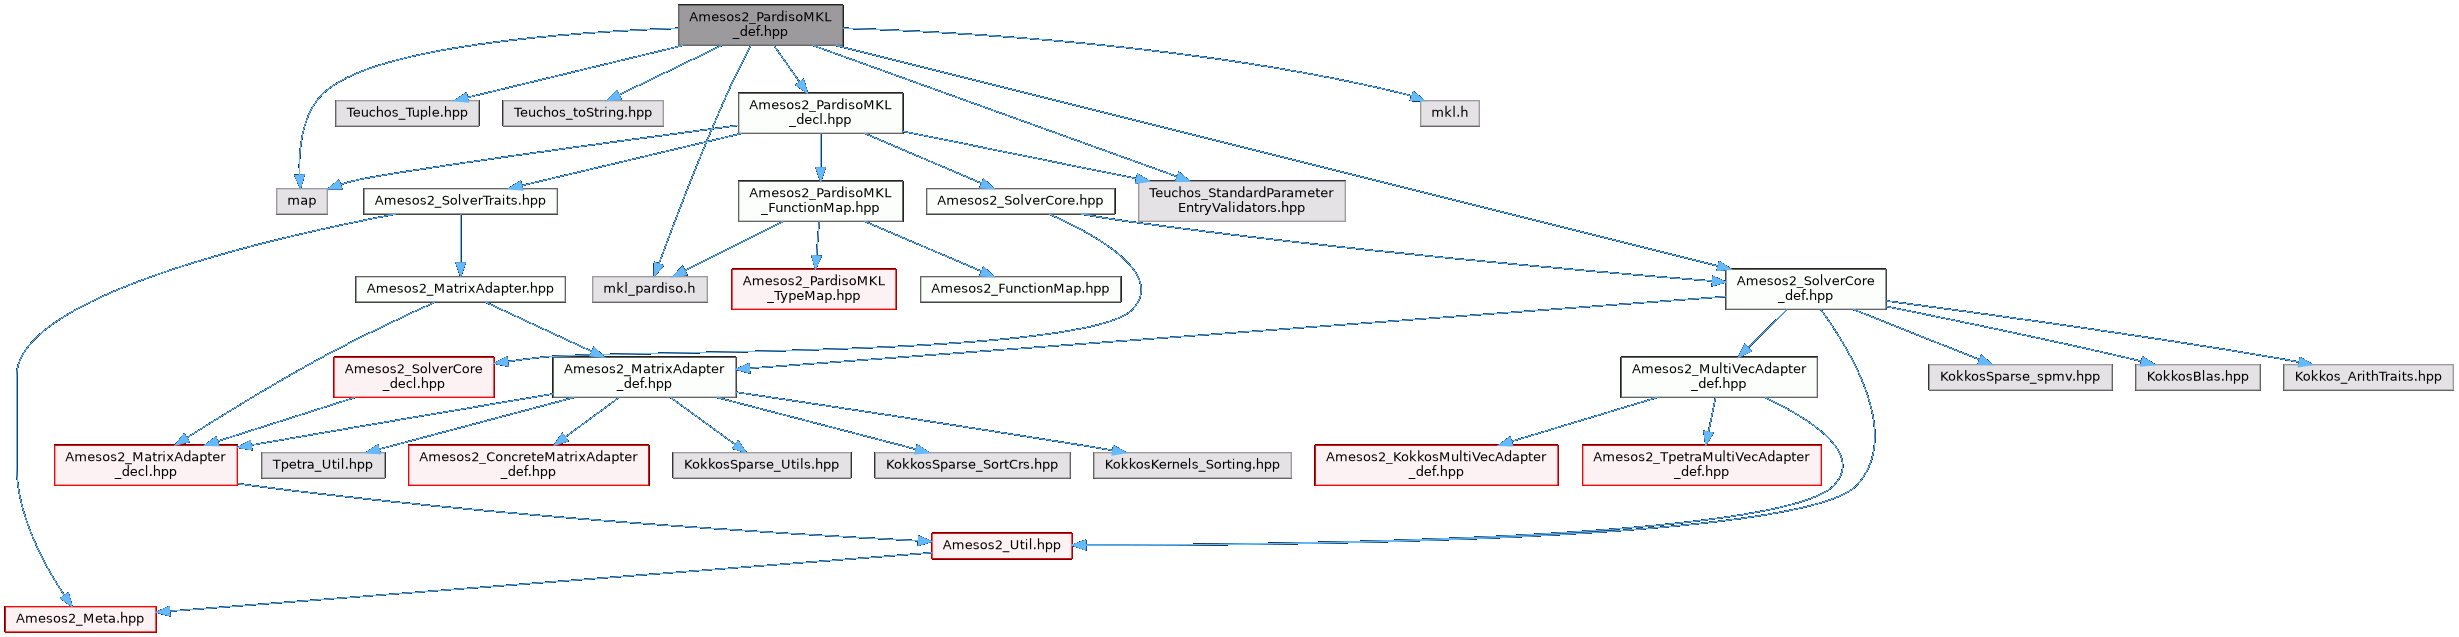 Amesos2_PardisoMKL
_def.hpp
Teuchos_Tuple.hpp
Teuchos_toString.hpp
Amesos2_PardisoMKL
_decl.hpp
mkl.h
map
Amesos2_SolverTraits.hpp
Amesos2_PardisoMKL
_FunctionMap.hpp
Amesos2_SolverCore.hpp
Teuchos_StandardParameter
EntryValidators.hpp
Amesos2_MatrixAdapter.hpp
mkl_pardiso.h
Amesos2_PardisoMKL
_TypeMap.hpp
Amesos2_FunctionMap.hpp
Amesos2_SolverCore
_def.hpp
Amesos2_SolverCore
_decl.hpp
Amesos2_MatrixAdapter
_def.hpp
Amesos2_MultiVecAdapter
_def.hpp
KokkosSparse_spmv.hpp
KokkosBlas.hpp
Kokkos_ArithTraits.hpp
Amesos2_MatrixAdapter
_decl.hpp
Tpetra_Util.hpp
Amesos2_ConcreteMatrixAdapter
_def.hpp
KokkosSparse_Utils.hpp
KokkosSparse_SortCrs.hpp
KokkosKernels_Sorting.hpp
Amesos2_KokkosMultiVecAdapter
_def.hpp
Amesos2_TpetraMultiVecAdapter
_def.hpp
Amesos2_Util.hpp
Amesos2_Meta.hpp